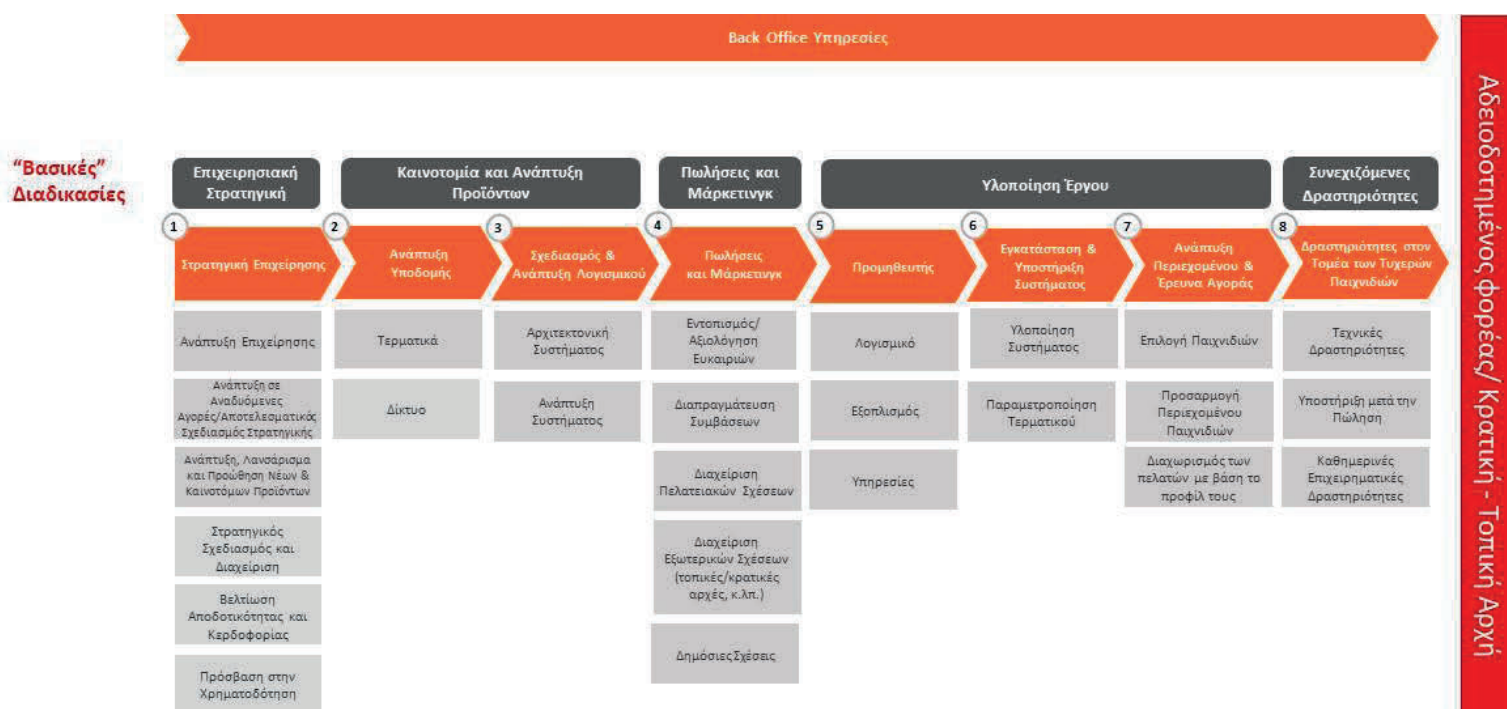 Back Office Υπηρεσίες
“Βασικές”
Διαδικασίες
Επιχειρησιακή
Στρατηγική
Καινοτομία και Ανάπτυξη
Προϊόντων
Πωλήσεις και
Μάρκετινγκ
Υλοποίηση Έργου
Συνεχιζόμενες
Δραστηριότητες
1
Στρατηγική Επιχείρησης
2
Ανάπτυξη
Υποδομής
3
Σχεδιασμός &
Ανάπτυξη Λογισμικού
4
Πωλήσεις
και Μάρκετινγκ
5
Προμηθευτής
6
Εγκατάσταση &
Υποστήριξη
Συστήματος
7
Ανάπτυξη
Περιεχομένου &
Έρευνα Αγοράς
8
Δραστηριότητες στον
Τομέα των Τυχερών
Παιχνιδιών
Ανάπτυξη Επιχείρησης
Ανάπτυξη σε
Αναδυόμενες
Αγορές/Αποτελεσματικός
Σχεδιασμός Στρατηγικής
Ανάπτυξη, Λανσάρισμα
και Προώθηση Νέων &
Καινοτόμων Προϊόντων
Στρατηγικός
Σχεδιασμός και
Διαχείριση
Βελτίωση
Αποδοτικότητας και
Κερδοφορίας
Πρόσβαση στην
Χρηματοδότηση
Τερματικά
Δίκτυο
Αρχιτεκτονική
Συστήματος
Ανάπτυξη
Συστήματος
Εντοπισμός/
Αξιολόγηση
Ευκαιριών
Διαπραγμάτευση
Συμβάσεων
Διαχείριση
Πελατειακών Σχέσεων
Διαχείριση
Εξωτερικών Σχέσεων
(τοπικές/κρατικές
αρχές, κ.λπ.)
Δημόσιες Σχέσεις
Λογισμικό
Εξοπλισμός
Υπηρεσίες
Υλοποίηση
Συστήματος
Παραμετροποίηση
Τερματικού
Επιλογή Παιχνιδιών
Προσαρμογή
Περιεχομένου
Παιχνιδιών
Διαχωρισμός των
πελατών με βάση το
προφίλ τους
Τεχνικές
Δραστηριότητες
Υποστήριξη μετά την
Πώληση
Καθημερινές
Επιχειρηματικές
Δραστηριότητες
Αδειοδοτημένος φορέας/ Κρατική - Τοπική Αρχή